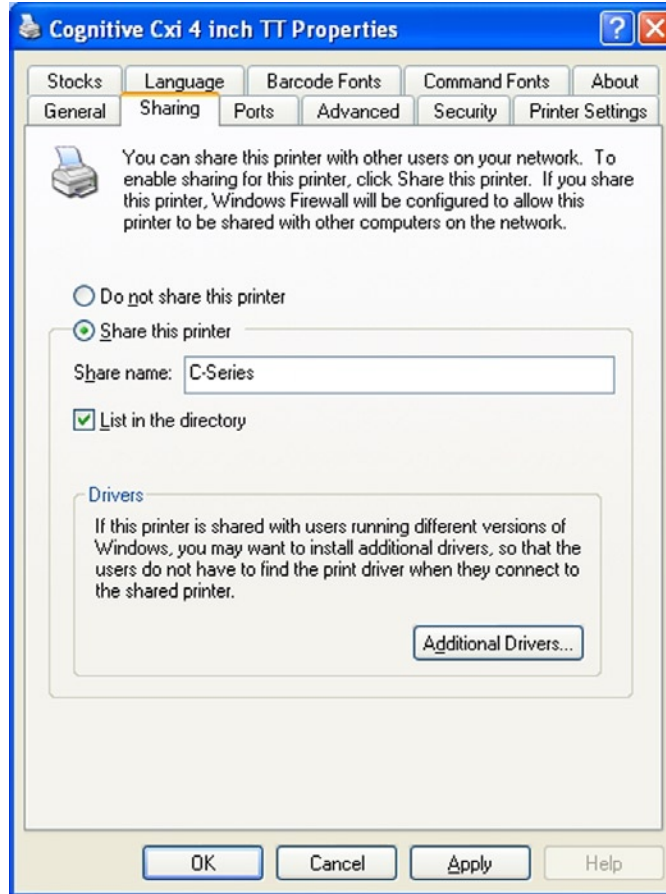 Cognitive Cxi 4 inch TT Properties
Stocks Language Barcode Fonts Command Fonts About
General Sharing Ports Advanced Security Printer Settings
You can share this printer with other users on your network. To
enable sharing for this printer, click Share this printer. If you share
this printer, Windows Firewall will be configured to allow this
printer to be shared with other computers on the network.
Do not share this printer
Share this printer
Share name: C-Series
List in the directory
Drivers
If this printer is shared with users running different versions of
Windows, you may want to install additional drivers, so that the
users do not have to find the print driver when they connect to
the shared printer.
Additional Drivers...
OK Cancel Apply Help